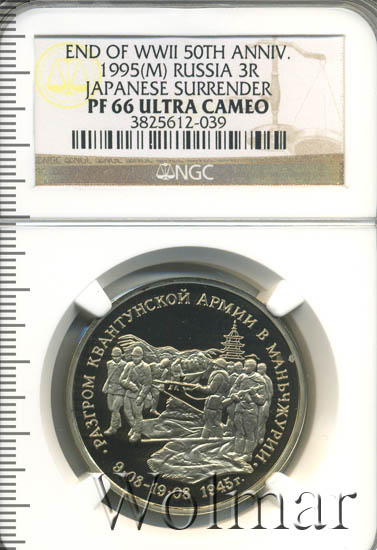 END OF WWII 50TH ANNIV.
1995(M) RUSSIA 3R
JAPANESE SURRENDER
PF 66 ULTRA CAMEO
3825612-039
NGC
·РАЗГРОМ КВАНТУНСКОЙ АРМИИ В МАНЬЧЖУРИИ·
9.08–19.08 1945г.
Wolmar